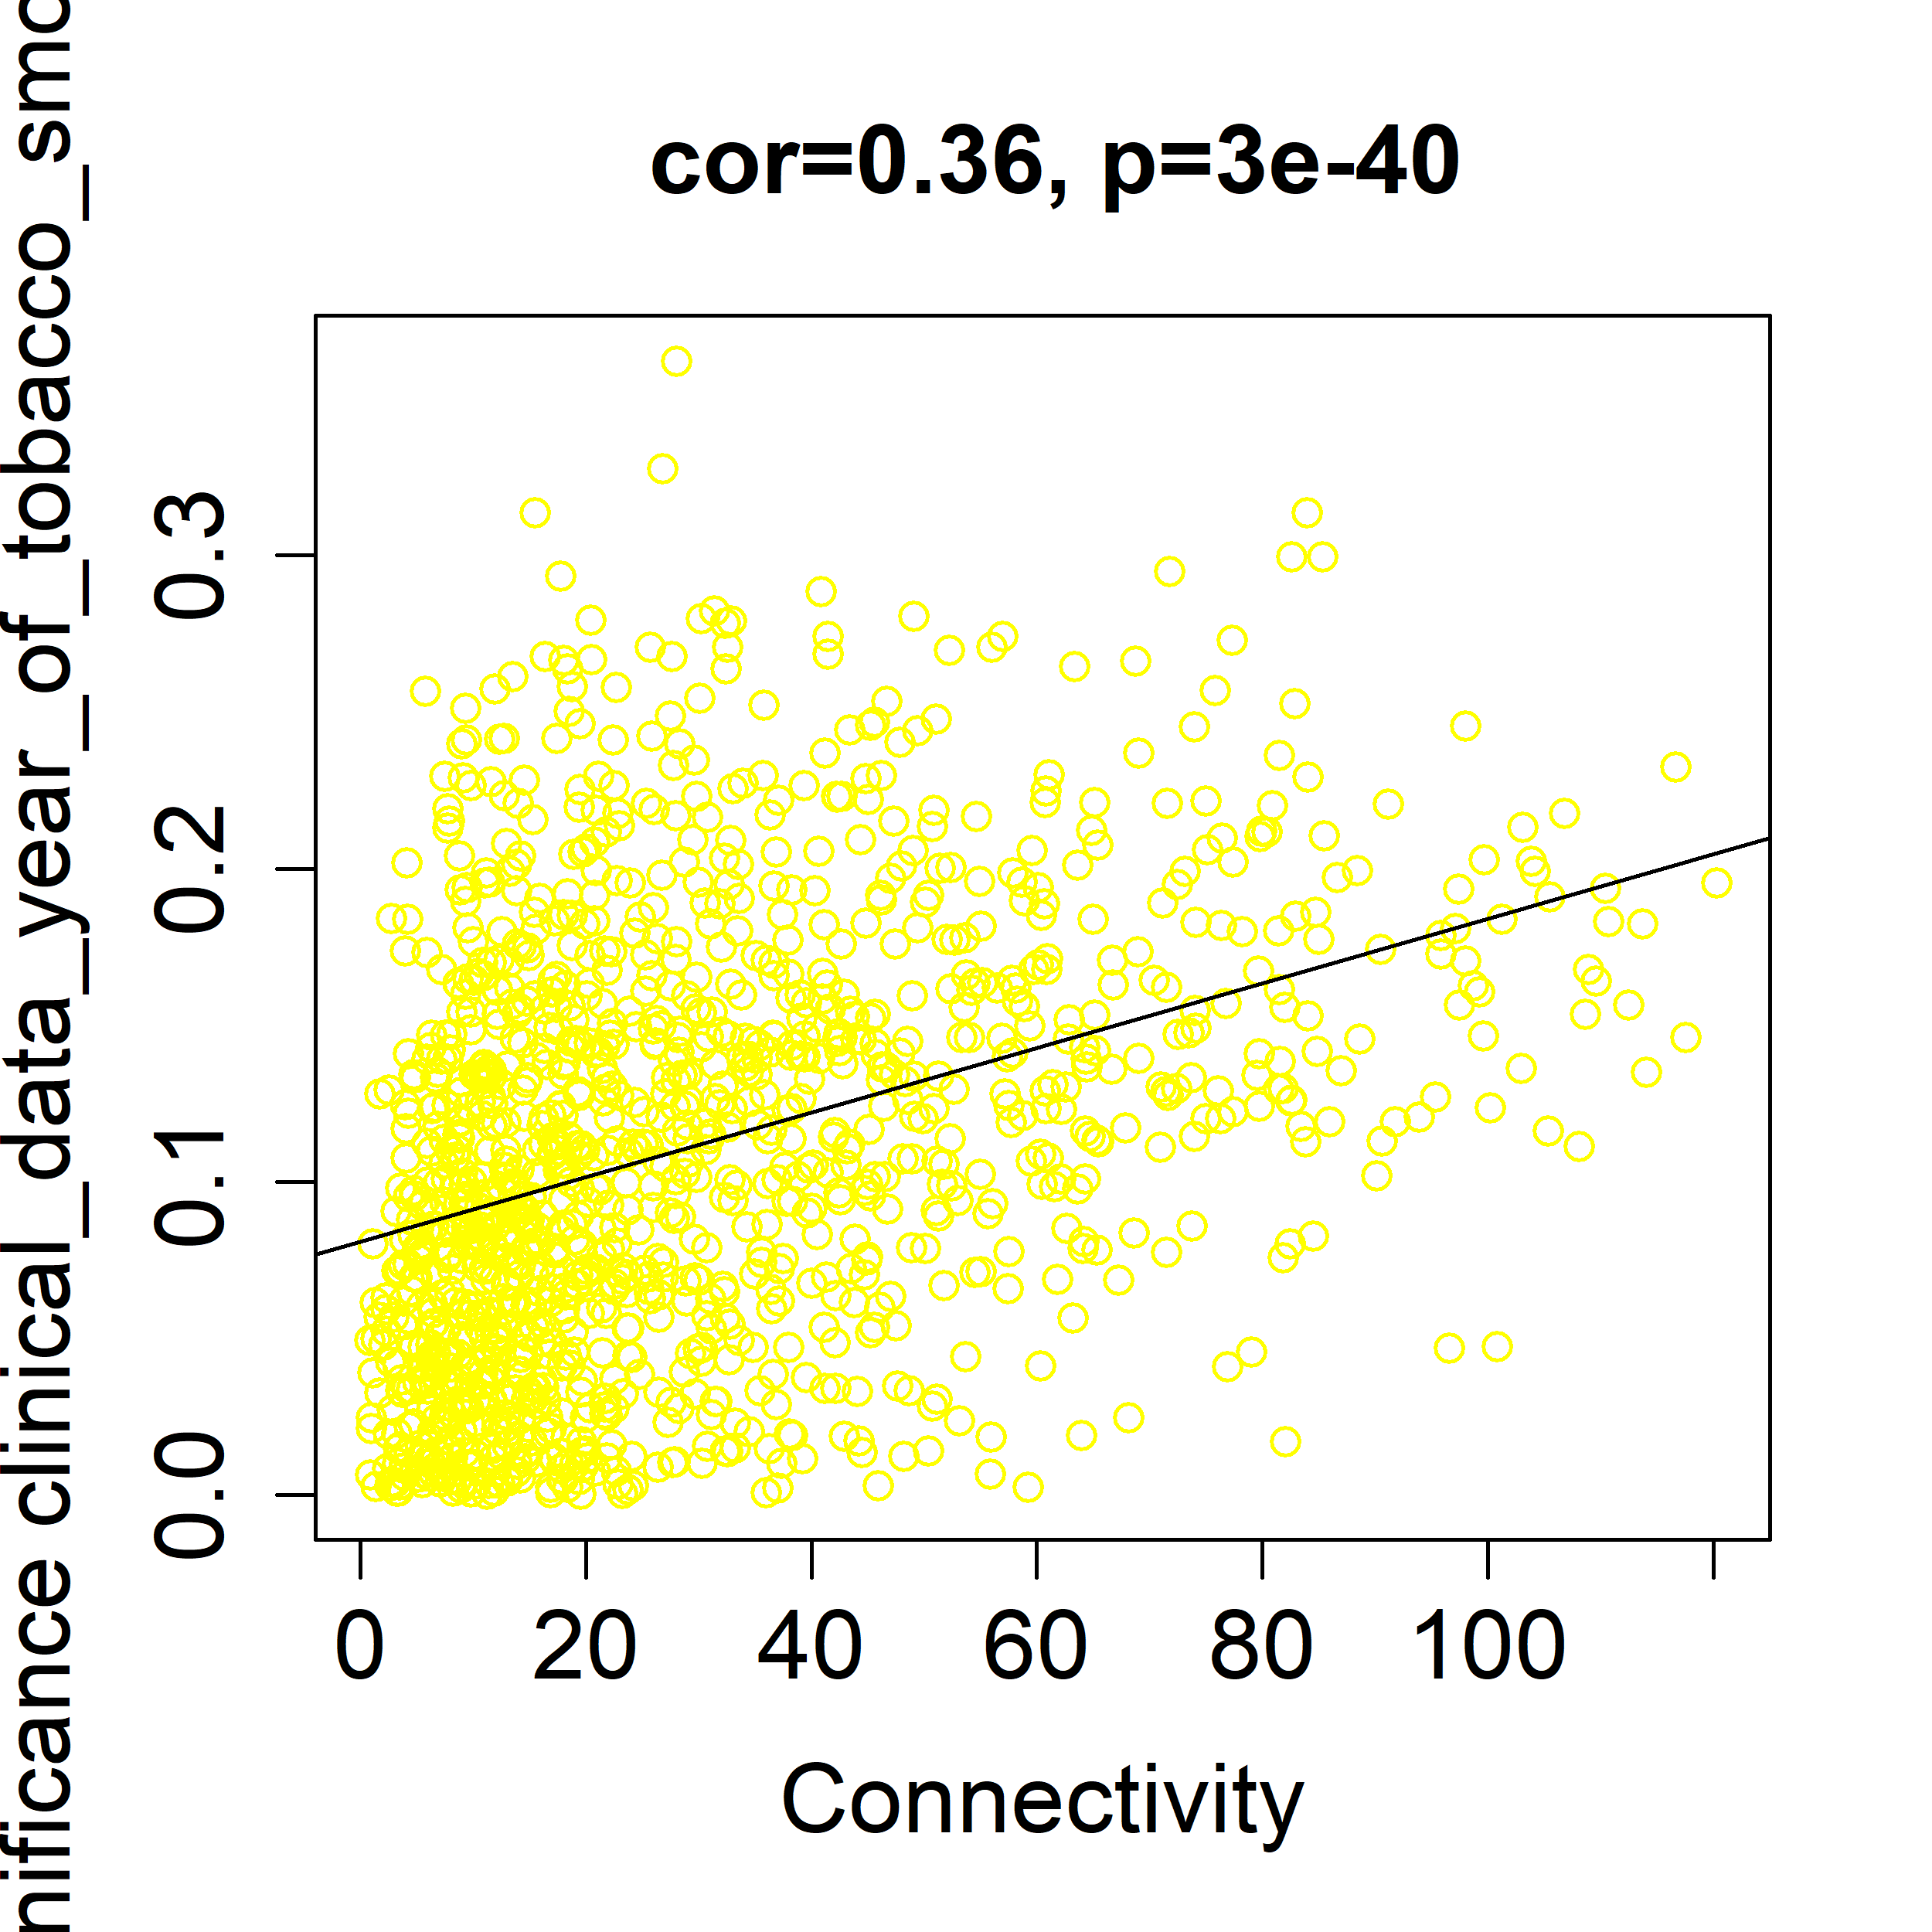 cor=0.36, p=3e-40
nificance clinical_data_year_of_tobacco_smo
0.3
0.2
0.1
0.0
0 20 40 60 80 100
Connectivity